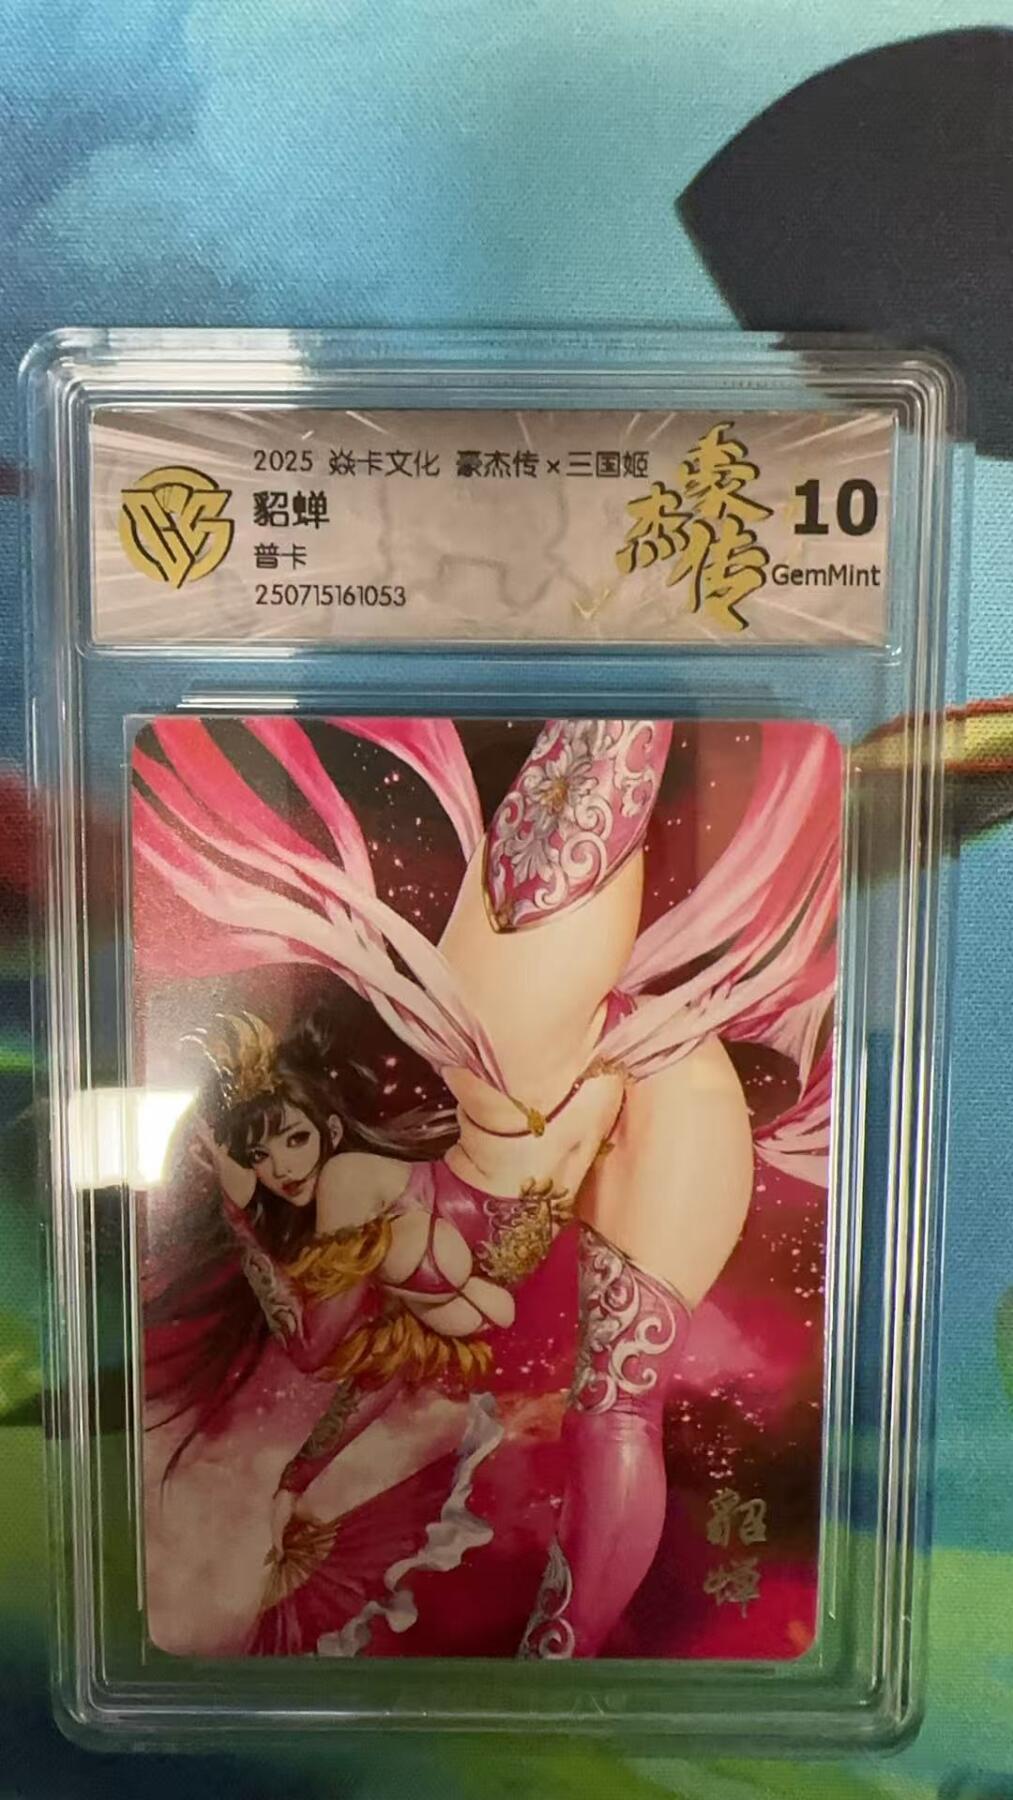 2025 焱卡文化 豪杰传×三国姬
貂蝉
普卡
250715161053
豪杰传
10
GemMint
貂蝉